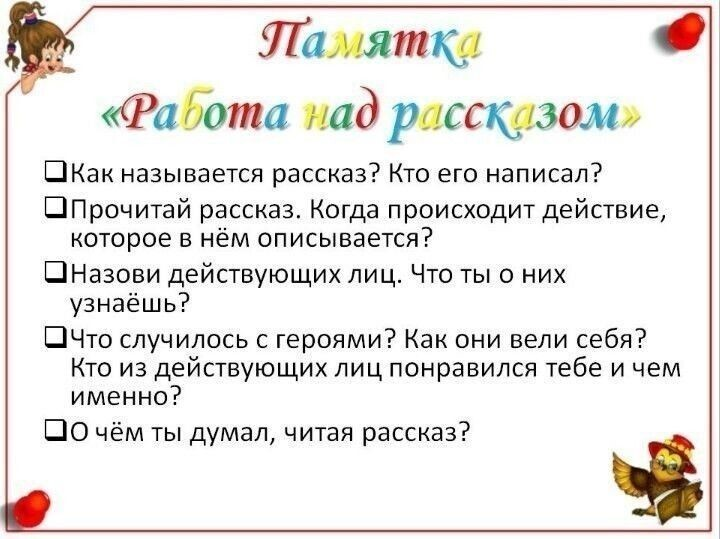 Памятка
«Работа над рассказом»
❑Как называется рассказ? Кто его написал?
❑Прочитай рассказ. Когда происходит действие,
которое в нём описывается?
❑Назови действующих лиц. Что ты о них
узнаёшь?
❑Что случилось с героями? Как они вели себя?
Кто из действующих лиц понравился тебе и чем
именно?
❑О чём ты думал, читая рассказ?